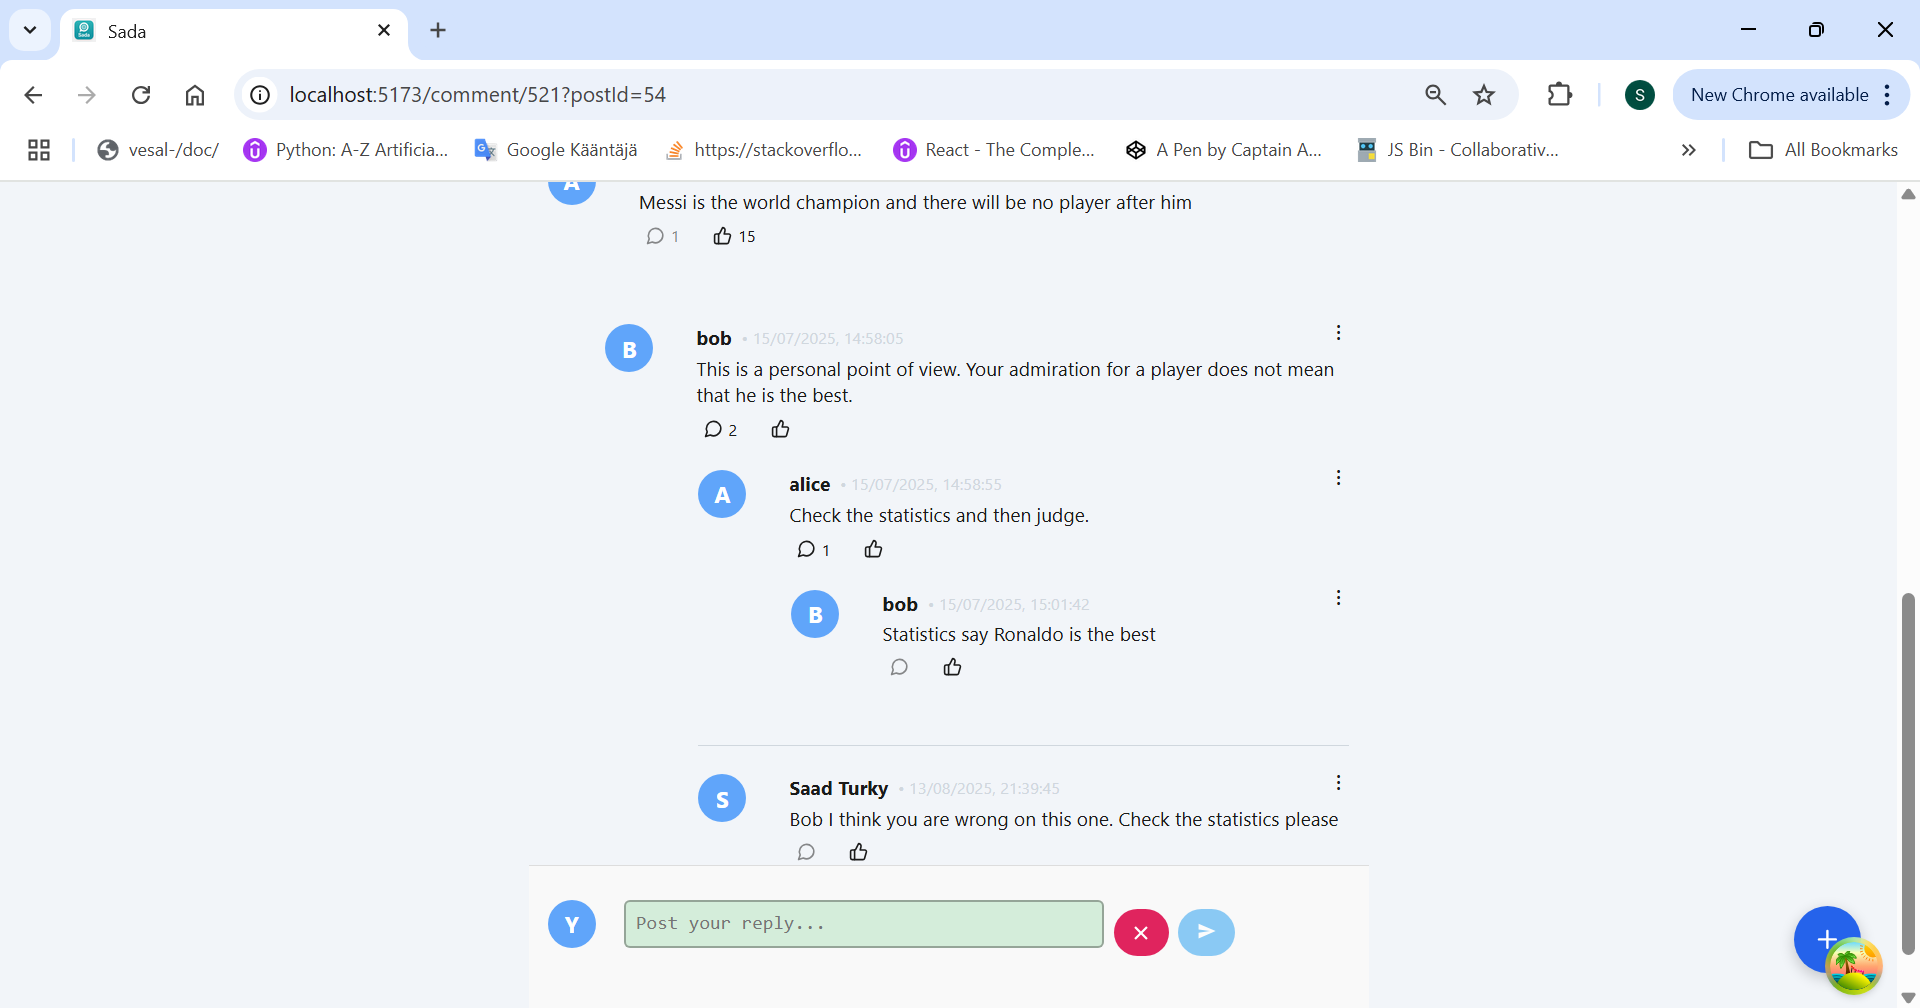 Sada
localhost:5173/comment/521?postId=54
S
New Chrome available
vesal-/doc/
Python: A-Z Artificia...
Google Kääntäjä
https://stackoverflo...
React - The Comple...
A Pen by Captain A...
JS Bin - Collaborativ...
All Bookmarks
A
Messi is the world champion and there will be no player after him
1 15
B
bob • 15/07/2025, 14:58:05
This is a personal point of view. Your admiration for a player does not mean
that he is the best.
2
A
alice • 15/07/2025, 14:58:55
Check the statistics and then judge.
1
B
bob • 15/07/2025, 15:01:42
Statistics say Ronaldo is the best
S
Saad Turky • 13/08/2025, 21:39:45
Bob I think you are wrong on this one. Check the statistics please
Y
Post your reply...